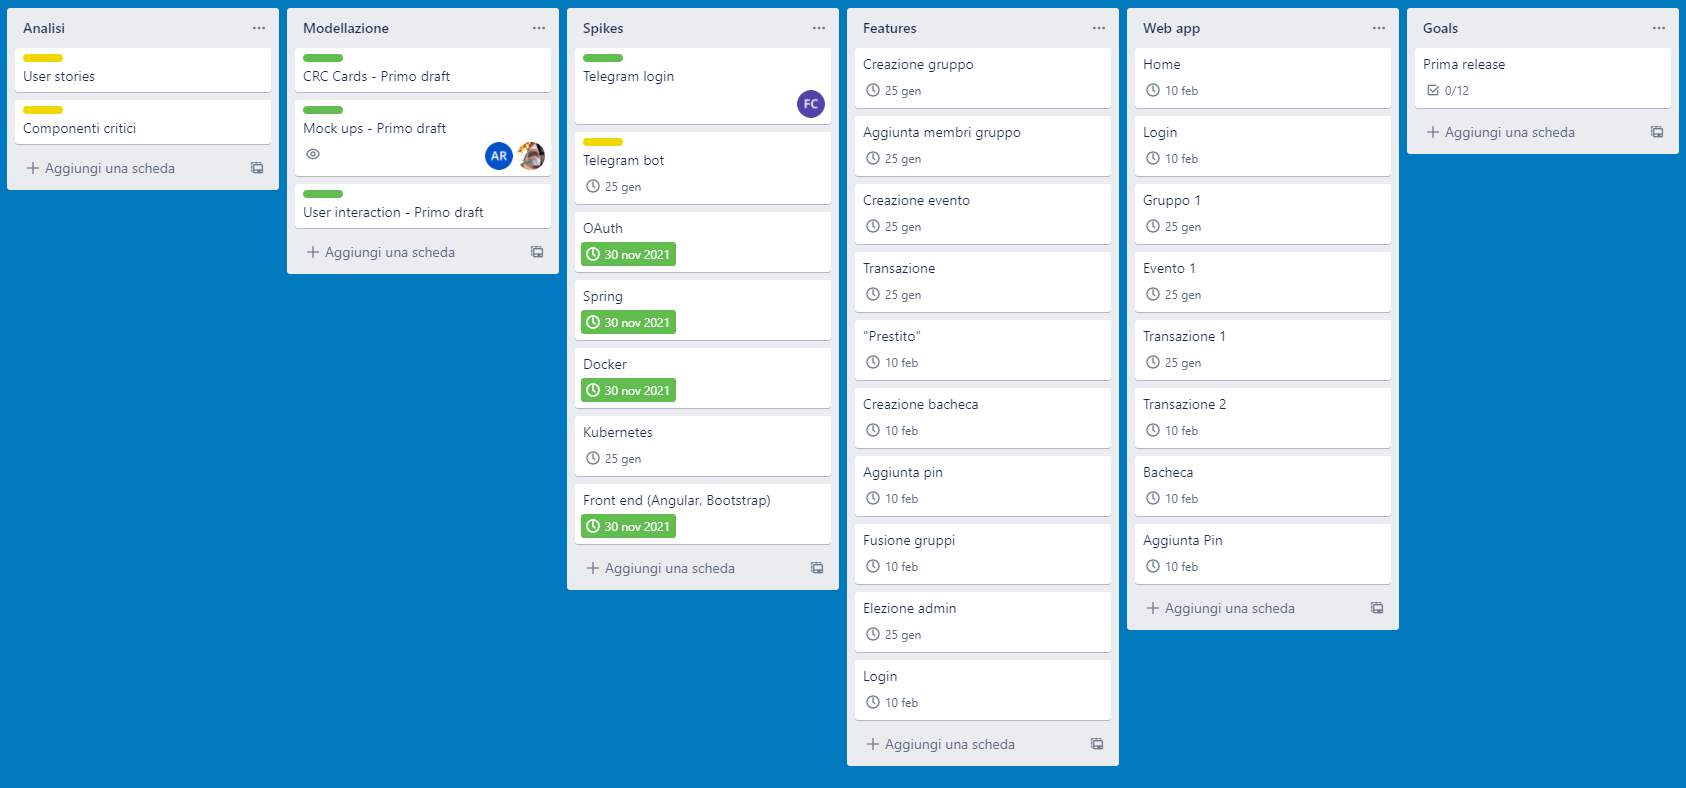 Analisi
User stories
Componenti critici
Aggiungi una scheda
Modellazione
CRC Cards - Primo draft
Mock ups - Primo draft
AR
User interaction - Primo draft
Aggiungi una scheda
Spikes
Telegram login
FC
Telegram bot
25 gen
OAuth
30 nov 2021
Spring
30 nov 2021
Docker
30 nov 2021
Kubernetes
25 gen
Front end (Angular, Bootstrap)
30 nov 2021
Aggiungi una scheda
Features
Creazione gruppo
25 gen
Aggiunta membri gruppo
25 gen
Creazione evento
25 gen
Transazione
25 gen
"Prestito"
10 feb
Creazione bacheca
10 feb
Aggiunta pin
10 feb
Fusione gruppi
10 feb
Elezione admin
25 gen
Login
10 feb
Aggiungi una scheda
Web app
Home
10 feb
Login
10 feb
Gruppo 1
25 gen
Evento 1
25 gen
Transazione 1
25 gen
Transazione 2
10 feb
Bacheca
10 feb
Aggiunta Pin
10 feb
Aggiungi una scheda
Goals
Prima release
0/12
Aggiungi una scheda